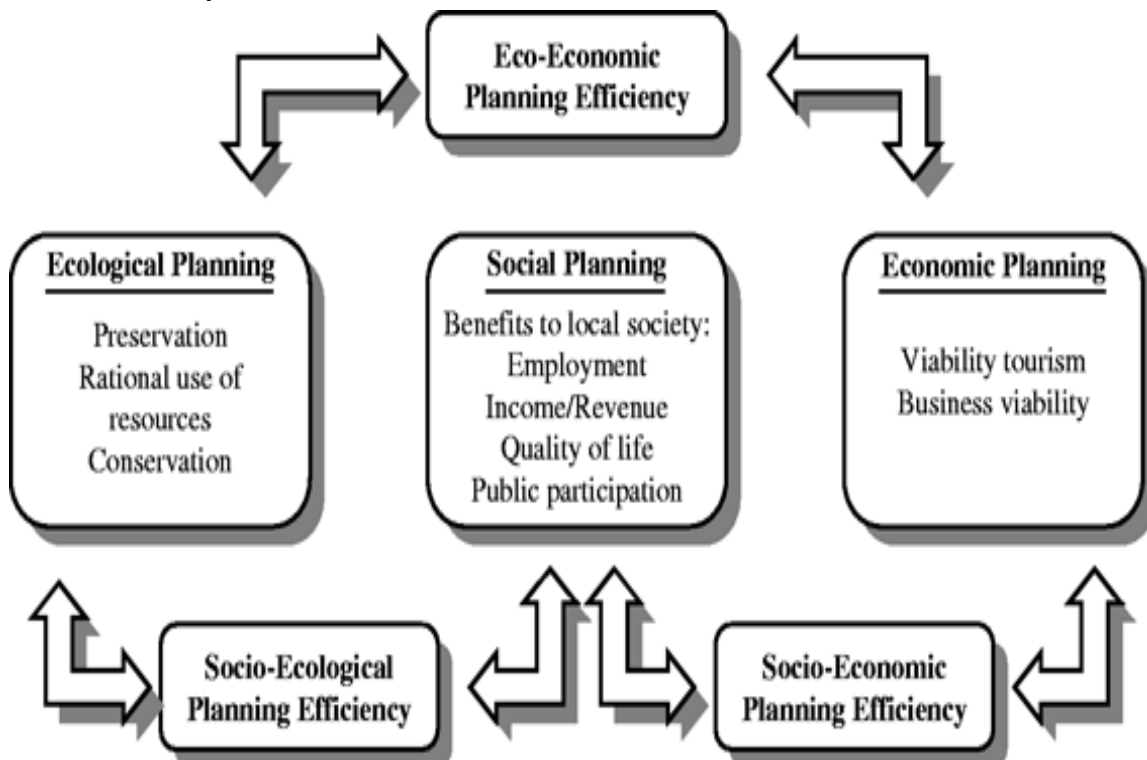 Eco-Economic
Planning Efficiency
Ecological Planning
Preservation
Rational use of
resources
Conservation
Social Planning
Benefits to local society:
Employment
Income/Revenue
Quality of life
Public participation
Economic Planning
Viability tourism
Business viability
Socio-Ecological
Planning Efficiency
Socio-Economic
Planning Efficiency